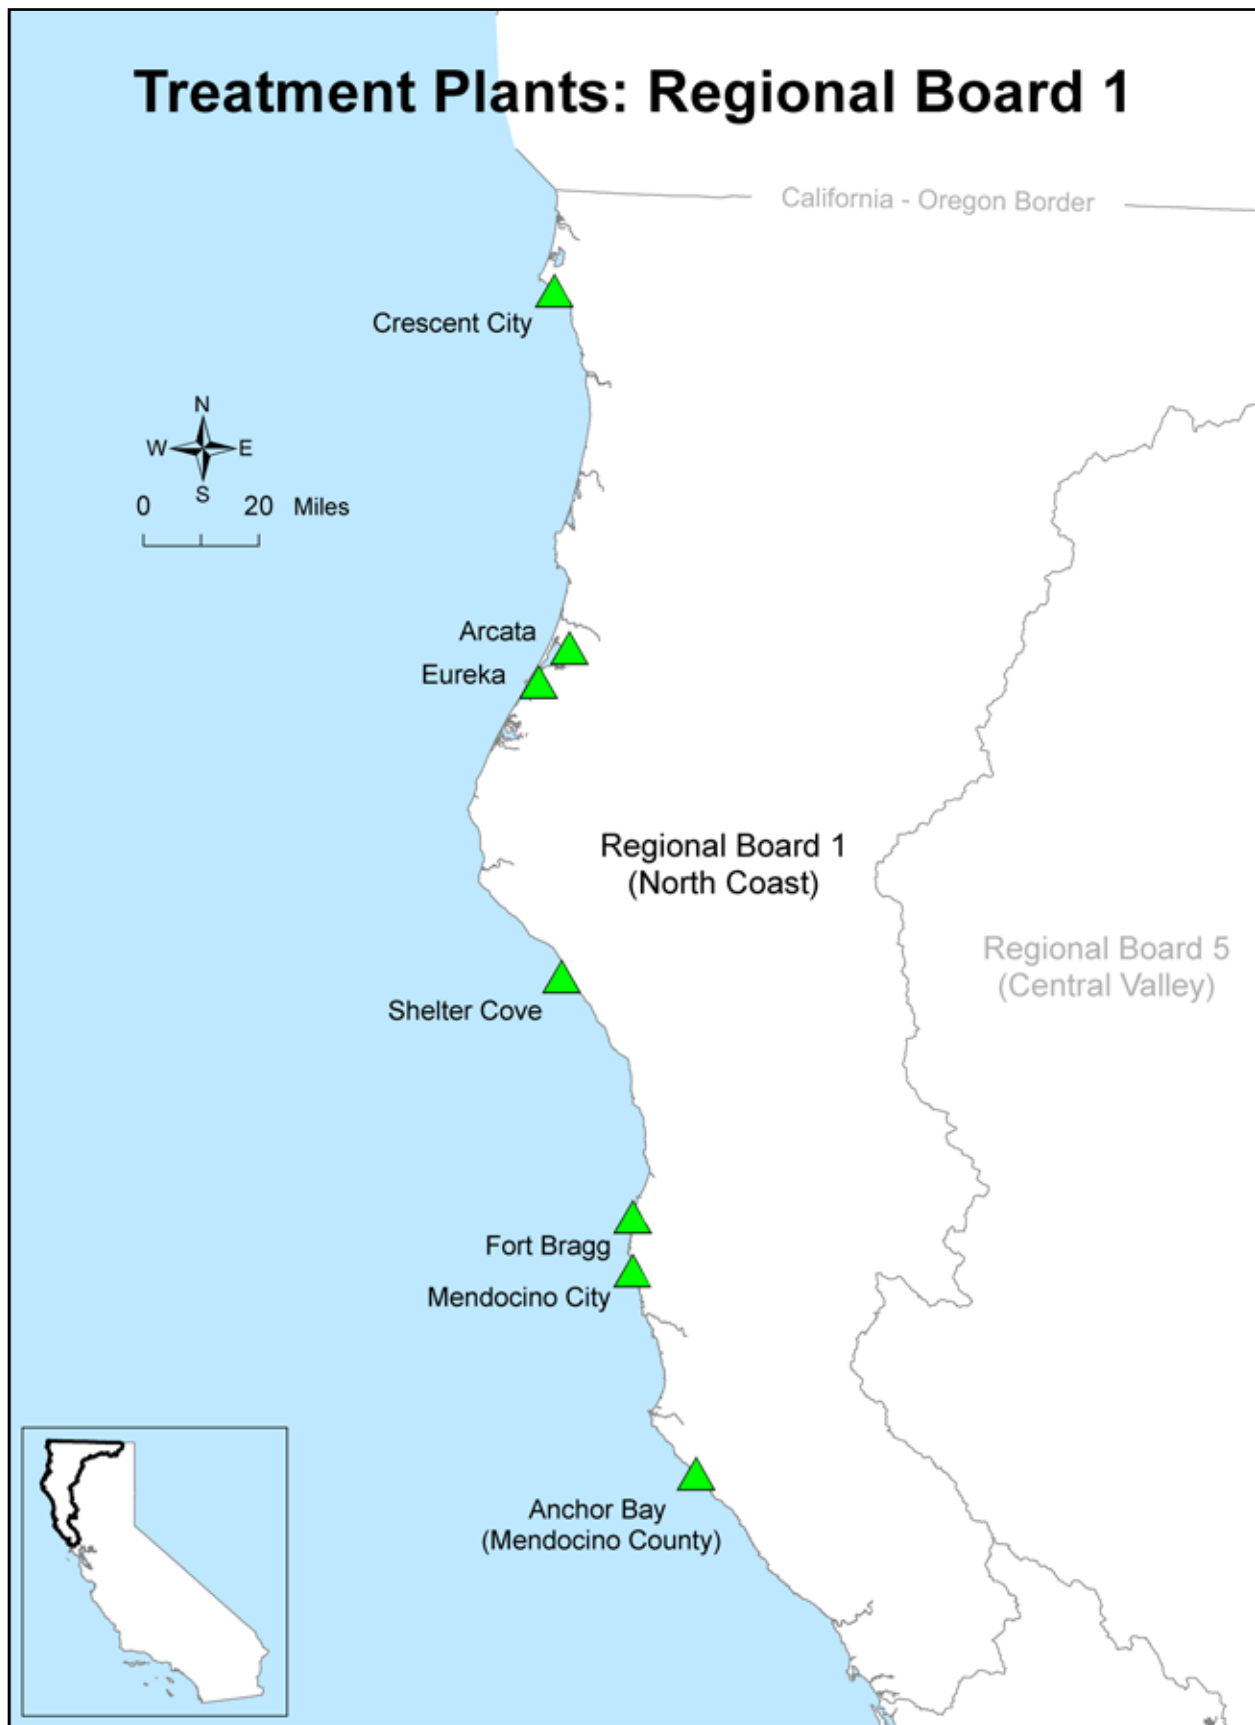 Treatment Plants: Regional Board 1
California - Oregon Border
Crescent City
N
W E
S
0 20 Miles
Arcata
Eureka
Regional Board 1
(North Coast)
Regional Board 5
(Central Valley)
Shelter Cove
Fort Bragg
Mendocino City
Anchor Bay
(Mendocino County)